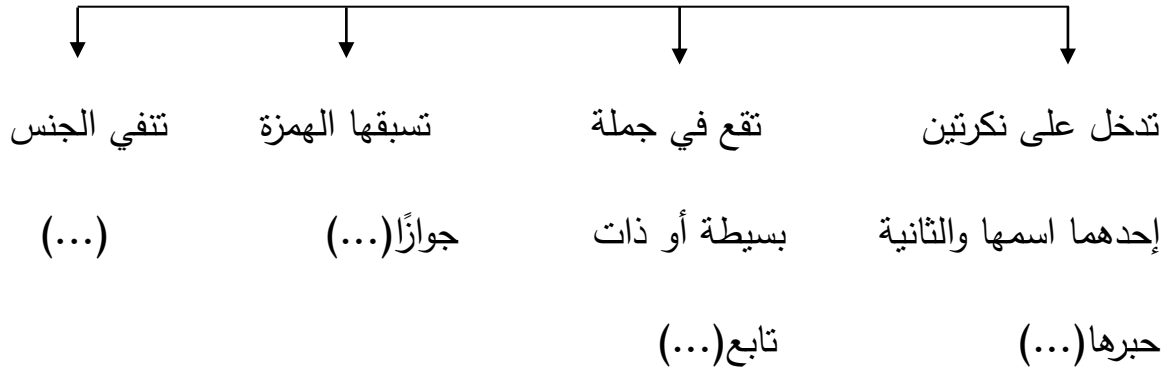 تدخل على نكرتين
إحدهما اسمها والثانية
حبرها(...)
تقع في جملة
بسيطة أو ذات
تابع(...)
تسبقها الهمزة
جوازًا(...)
تنفي الجنس
(...)